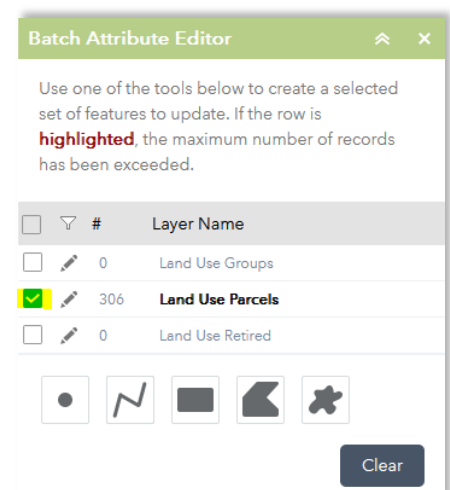 Batch Attribute Editor
Use one of the tools below to create a selected
set of features to update. If the row is
highlighted, the maximum number of records
has been exceeded.
# Layer Name
0 Land Use Groups
306 Land Use Parcels
0 Land Use Retired
Clear